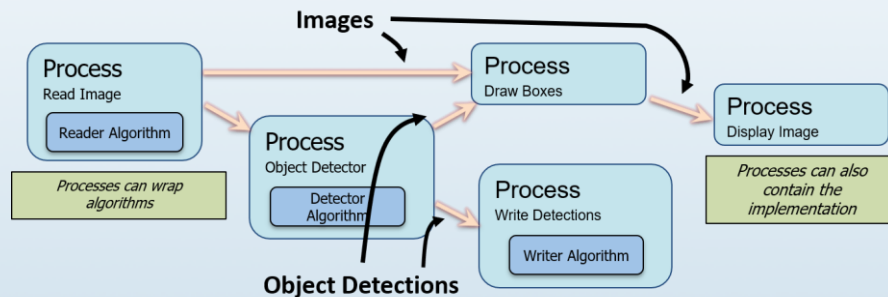 Images
Process
Read Image
Reader Algorithm
Processes can wrap
algorithms
Process
Object Detector
Detector
Algorithm
Process
Draw Boxes
Process
Write Detections
Writer Algorithm
Process
Display Image
Processes can also
contain the
implementation
Object Detections